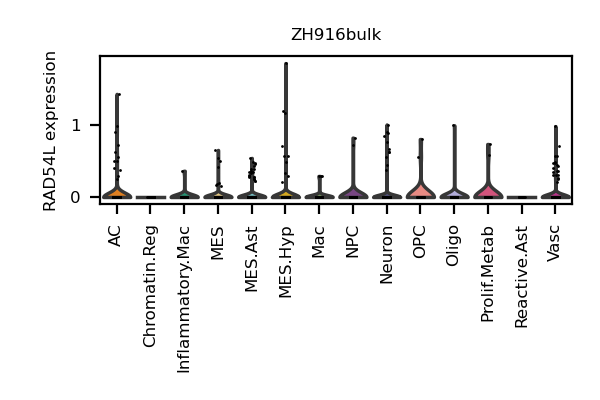 ZH916bulk
RAD54L expression
1
0
AC
Chromatin.Reg
Inflammatory.Mac
MES
MES.Ast
MES.Hyp
Mac
NPC
Neuron
OPC
Oligo
Prolif.Metab
Reactive.Ast
Vasc